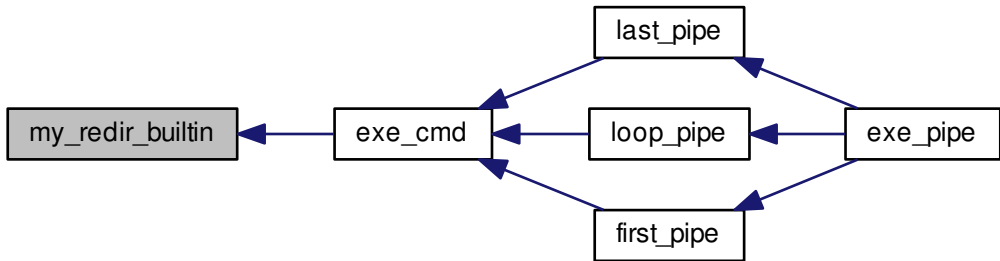 last_pipe
my_redir_builtin
exe_cmd
loop_pipe
exe_pipe
first_pipe